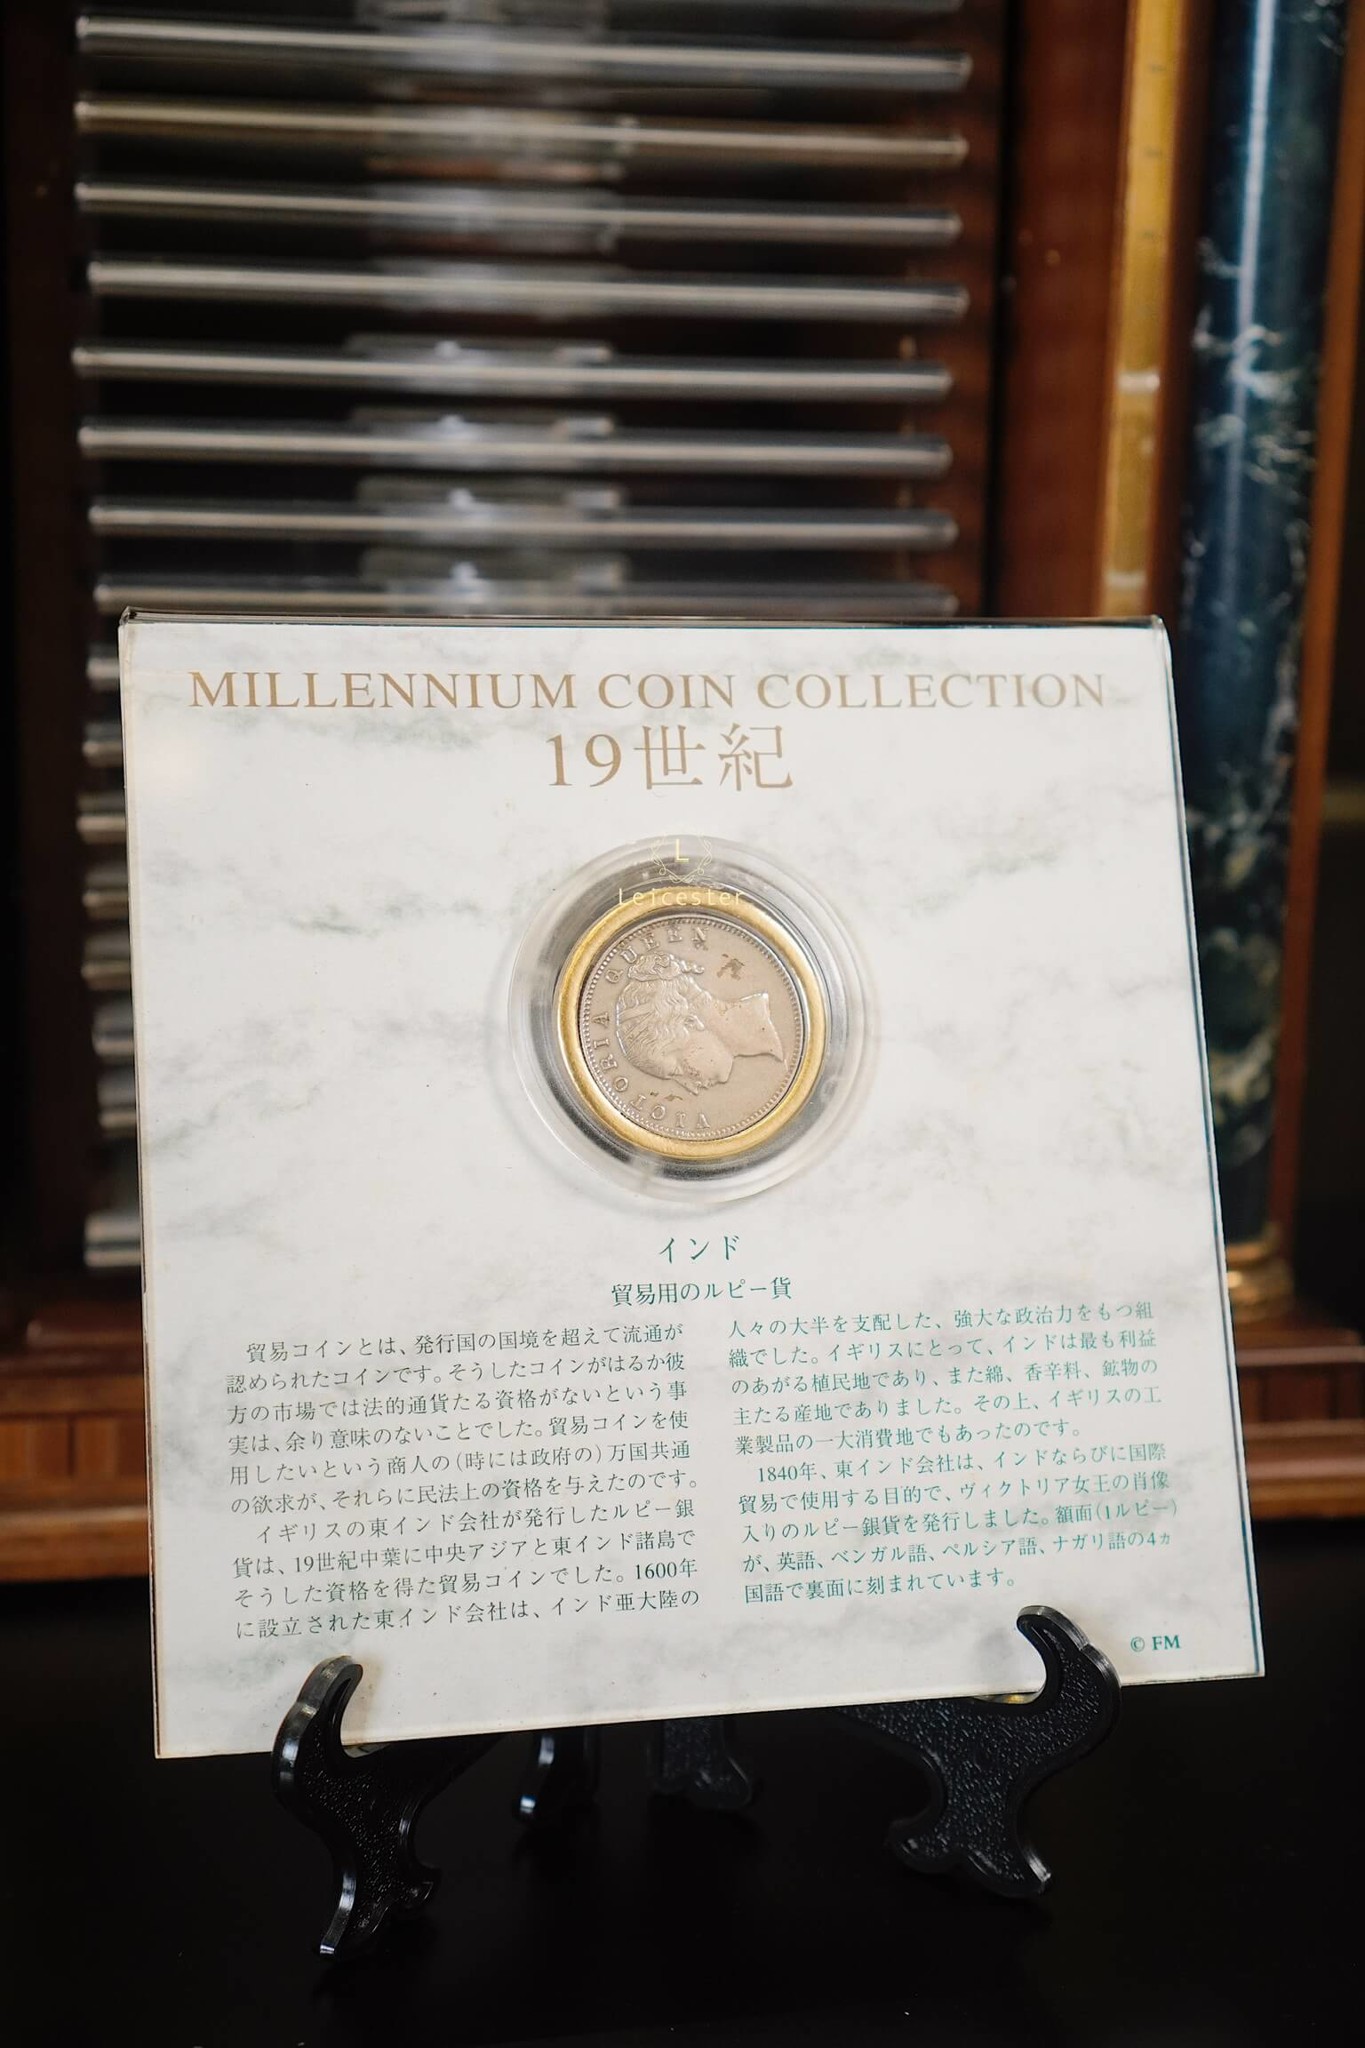 MILLENNIUM COIN COLLECTION
19世紀
L
Leicester
VICTORIA QUEEN
インド
貿易用のルピー貨
貿易コインとは、発行国の国境を超えて流通が
認められたコインです。そうしたコインがはるか彼
方の市場では法的通貨たる資格がないという事
実は、余り意味のないことでした。貿易コインを使
用したいという商人の(時には政府の)万国共通
の欲求が、それらに民法上の資格を与えたのです。
イギリスの東インド会社が発行したルピー銀
貨は、19世紀中葉に中央アジアと東インド諸島で
そうした資格を得た貿易コインでした。1600年
に設立された東インド会社は、インド亜大陸の
人々の大半を支配した、強大な政治力をもつ組
織でした。イギリスにとって、インドは最も利益
のあがる植民地であり、また綿、香辛料、鉱物の
主たる産地でありました。その上、イギリスの工
業製品の一大消費地でもあったのです。
1840年、東インド会社は、インドならびに国際
貿易で使用する目的で、ヴィクトリア女王の肖像
入りのルピー銀貨を発行しました。額面(1ルピー)
が、英語、ベンガル語、ペルシア語、ナガリ語の4ヵ
国語で裏面に刻まれています。
© FM